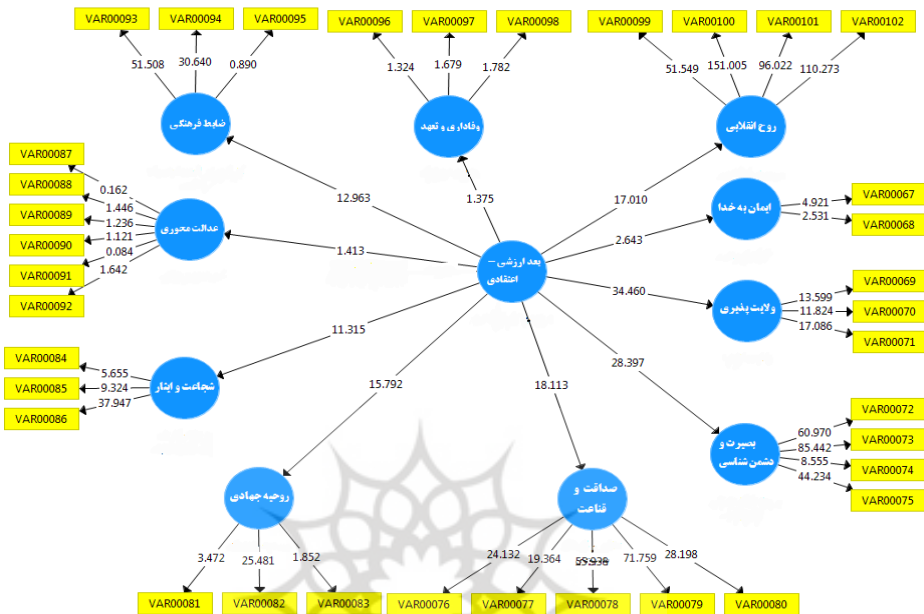 VAR00093 VAR00094 VAR00095 VAR00096 VAR00097 VAR00098 VAR00099 VAR00100 VAR00101 VAR00102
51.508 30.640 0.890 1.324 1.679 1.782 51.549 151.005 96.022 110.273
ضابط فرهنگی
وفاداری و تعهد
روح انقلابی
VAR00087
VAR00088
VAR00089
VAR00090
VAR00091
VAR00092
0.162
1.446
1.236
1.121
0.084
1.642
عدالت محوری
12.963
1.375
17.010
1.413
2.643
ایمان به خدا
4.921
2.531
VAR00067
VAR00068
بعد ارزشی –
اعتقادی
34.460
ولایت پذیری
13.599
11.824
17.086
VAR00069
VAR00070
VAR00071
VAR00084
VAR00085
VAR00086
5.655
9.324
37.947
شجاعت و ایثار
11.315
15.792
18.113
28.397
بصیرت و
دشمن شناسی
60.970
85.442
8.555
44.234
VAR00072
VAR00073
VAR00074
VAR00075
روحیه جهادی
صداقت و
قناعت
3.472 25.481 1.852 24.132 19.364 55.938 71.759 28.198
VAR00081 VAR00082 VAR00083 VAR00076 VAR00077 VAR00078 VAR00079 VAR00080